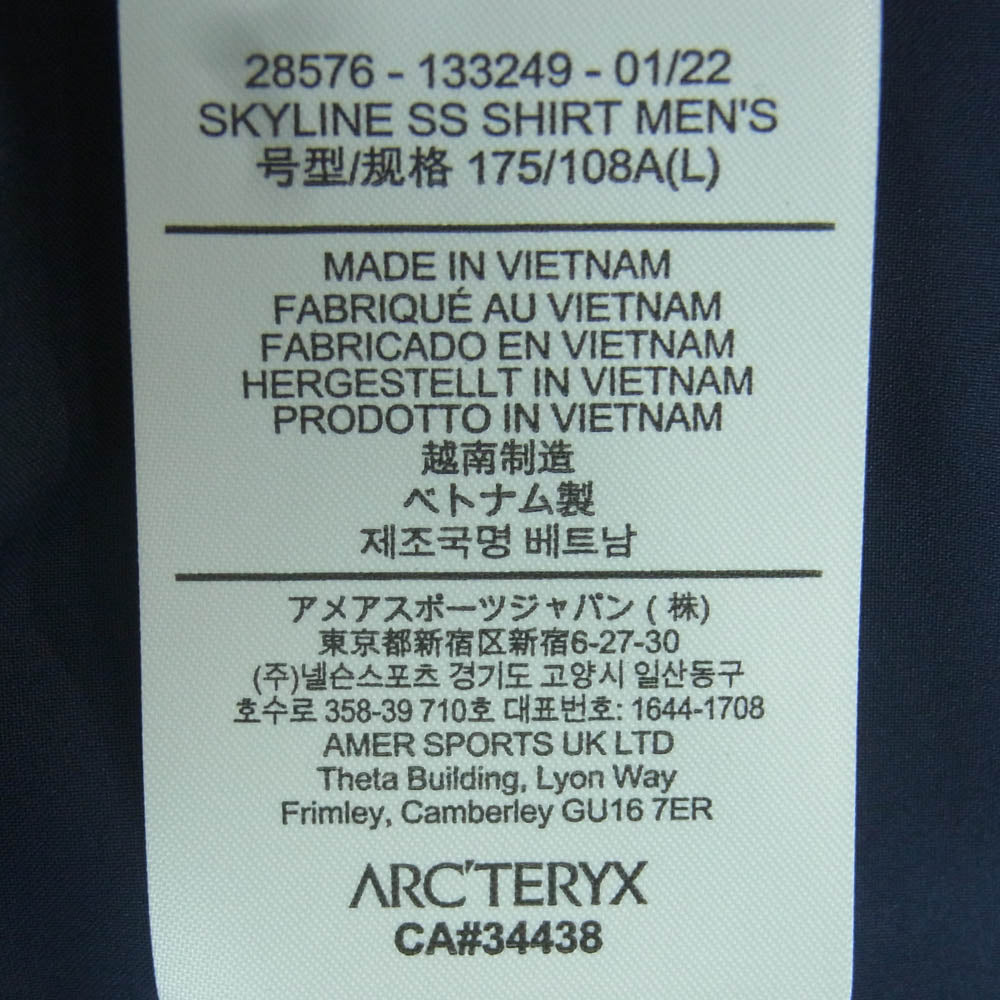 28576 - 133249 - 01/22
SKYLINE SS SHIRT MEN'S
号型/规格 175/108A(L)
MADE IN VIETNAM
FABRIQUÉ AU VIETNAM
FABRICADO EN VIETNAM
HERGESTELLT IN VIETNAM
PRODOTTO IN VIETNAM
越南制造
ベトナム製
제조국명 베트남
アメアスポーツジャパン ( 株)
東京都新宿区新宿6-27-30
(주)넬슨스포츠 경기도 고양시 일산동구
호수로 358-39 710호 대표번호: 1644-1708
AMER SPORTS UK LTD
Theta Building, Lyon Way
Frimley, Camberley GU16 7ER
ARC'TERYX
CA#34438